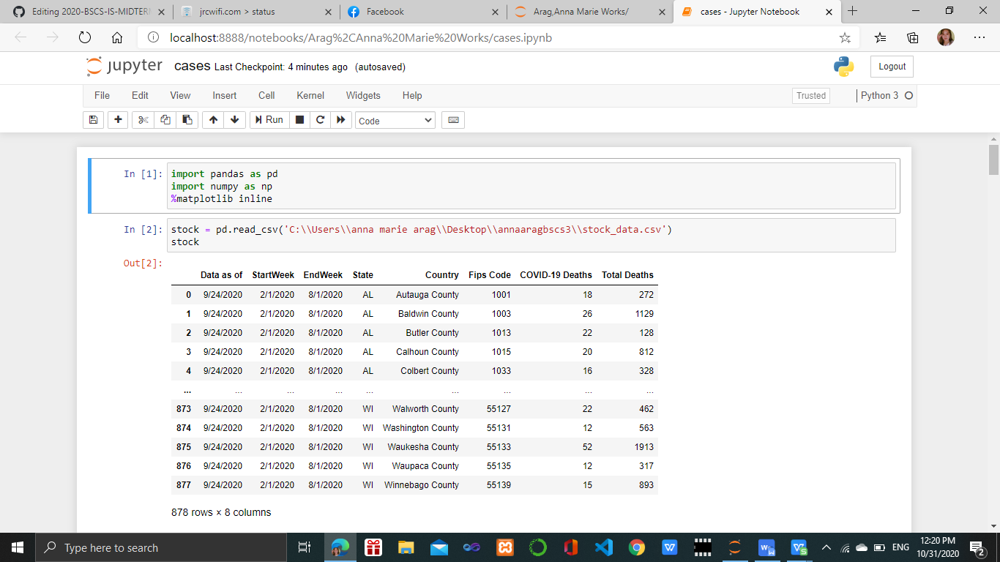 Editing 2020-BSCS-IS-MIDTER
jrcwifi.com > status
Facebook
Arag,Anna Marie Works/
cases - Jupyter Notebook
localhost:8888/notebooks/Arag%2CAnna%20Marie%20Works/cases.ipynb
jupyter cases Last Checkpoint: 4 minutes ago (autosaved)
Logout
File Edit View Insert Cell Kernel Widgets Help
Trusted
Python 3
Run
Code
In [1]: import pandas as pd
import numpy as np
%matplotlib inline
In [2]: stock = pd.read_csv('C:\\Users\\anna marie arag\\Desktop\\annaaragbscs3\\stock_data.csv')
stock
Out[2]:
Data as of StartWeek EndWeek State Country Fips Code COVID-19 Deaths Total Deaths
0 9/24/2020 2/1/2020 8/1/2020 AL Autauga County 1001 18 272
1 9/24/2020 2/1/2020 8/1/2020 AL Baldwin County 1003 26 1129
2 9/24/2020 2/1/2020 8/1/2020 AL Butler County 1013 22 128
3 9/24/2020 2/1/2020 8/1/2020 AL Calhoun County 1015 20 812
4 9/24/2020 2/1/2020 8/1/2020 AL Colbert County 1033 16 328
... ... ... ... ... ... ... ... ...
873 9/24/2020 2/1/2020 8/1/2020 WI Walworth County 55127 22 462
874 9/24/2020 2/1/2020 8/1/2020 WI Washington County 55131 12 563
875 9/24/2020 2/1/2020 8/1/2020 WI Waukesha County 55133 52 1913
876 9/24/2020 2/1/2020 8/1/2020 WI Waupaca County 55135 12 317
877 9/24/2020 2/1/2020 8/1/2020 WI Winnebago County 55139 15 893
878 rows × 8 columns
Type here to search
ENG
12:20 PM
10/31/2020
2